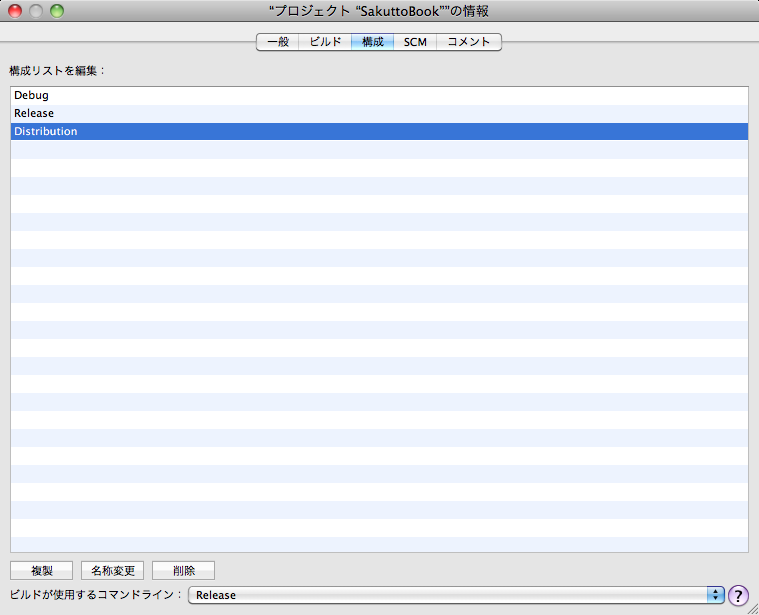 “プロジェクト “SakuttoBook””の情報
一般 ビルド 構成 SCM コメント
構成リストを編集：
Debug
Release
Distribution
複製 名称変更 削除
ビルドが使用するコマンドライン： Release ?